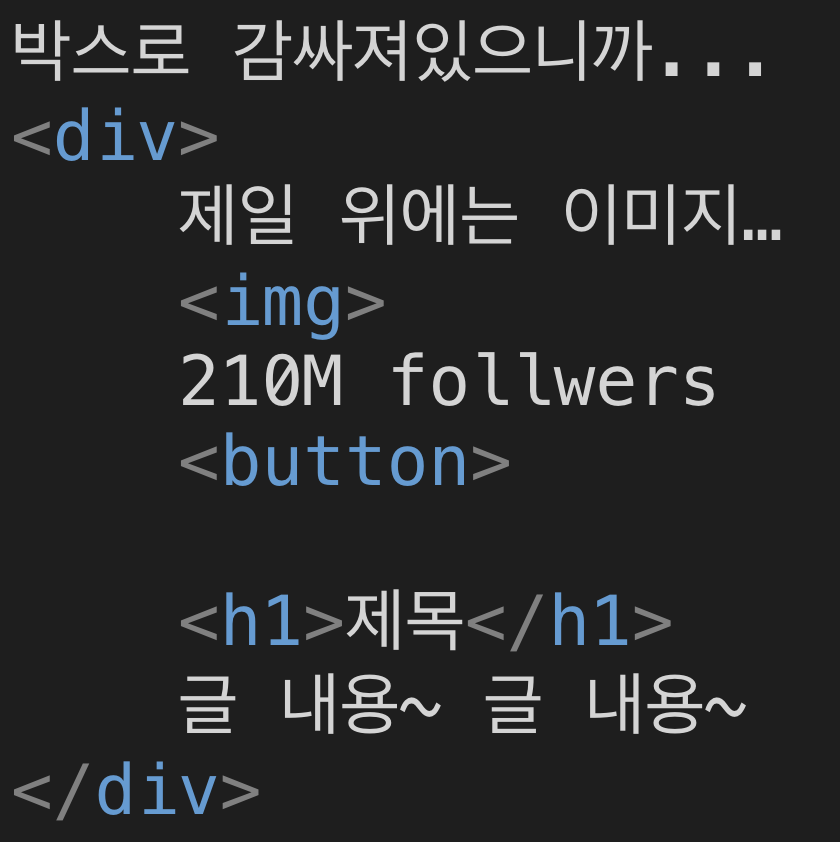 박스로 감싸져있으니까...
<div>
제일 위에는 이미지…
<img>
210M follwers
<button>
<h1>제목</h1>
글 내용~ 글 내용~
</div>